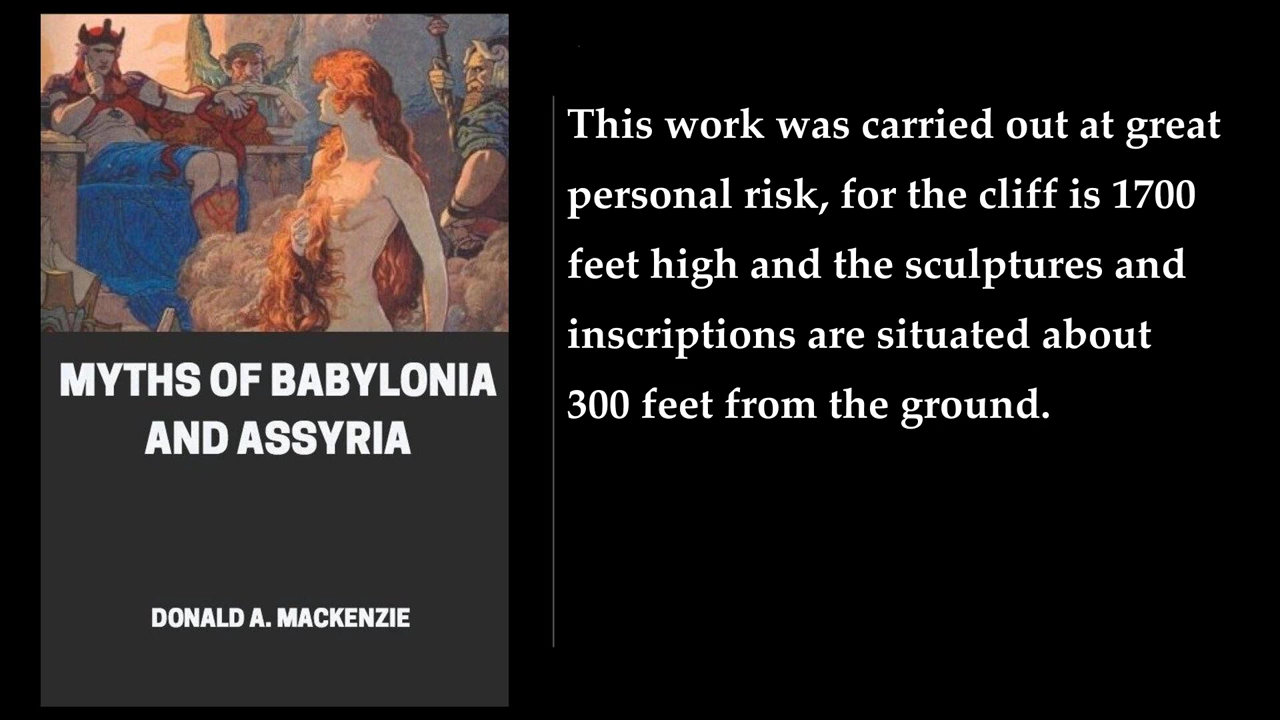 MYTHS OF BABYLONIA
AND ASSYRIA
DONALD A. MACKENZIE
This work was carried out at great
personal risk, for the cliff is 1700
feet high and the sculptures and
inscriptions are situated about
300 feet from the ground.